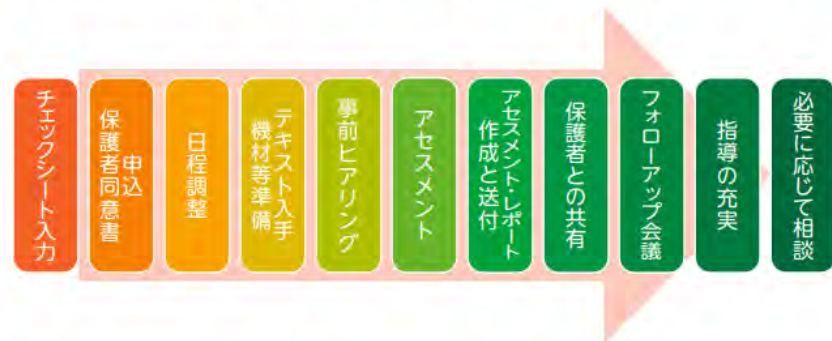 チェックシート入力
申込
保護者同意書
日程調整
テキスト入手
機材等準備
事前ヒアリング
アセスメント
アセスメント・レポート
作成と送付
保護者との共有
フォローアップ会議
指導の充実
必要に応じて相談